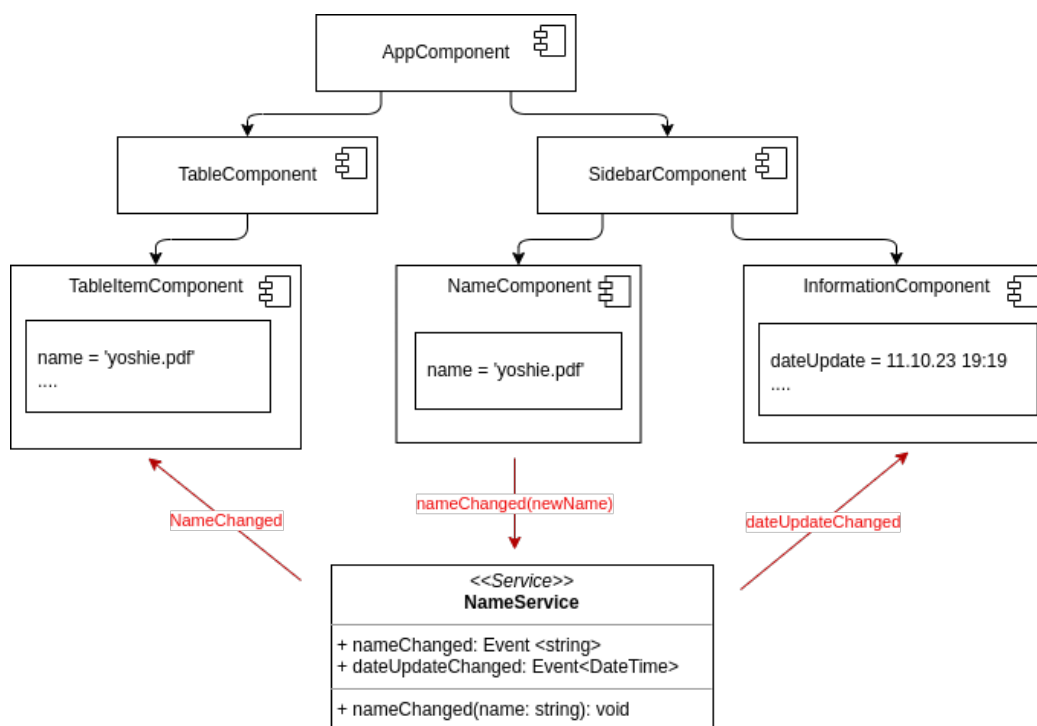 AppComponent
TableComponent
SidebarComponent
TableItemComponent
name = 'yoshie.pdf'
....
NameComponent
name = 'yoshie.pdf'
InformationComponent
dateUpdate = 11.10.23 19:19
....
NameChanged
nameChanged(newName)
dateUpdateChanged
<<Service>>
NameService
+ nameChanged: Event <string>
+ dateUpdateChanged: Event<DateTime>
+ nameChanged(name: string): void